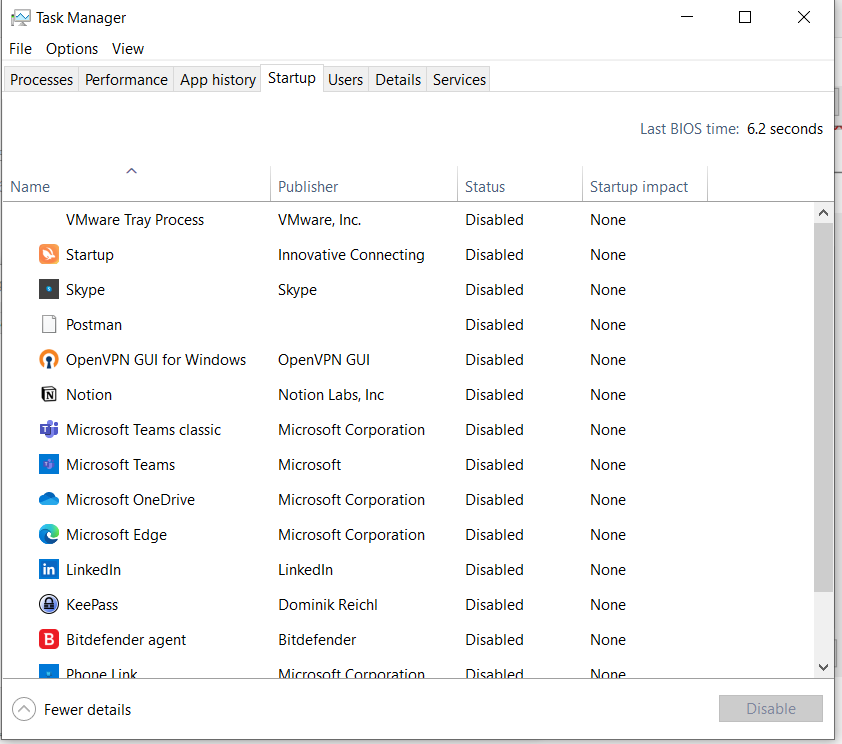 Task Manager
File Options View
Processes Performance App history Startup Users Details Services
Last BIOS time: 6.2 seconds
Name Publisher Status Startup impact
VMware Tray Process VMware, Inc. Disabled None
Startup Innovative Connecting Disabled None
Skype Skype Disabled None
Postman Disabled None
OpenVPN GUI for Windows OpenVPN GUI Disabled None
Notion Notion Labs, Inc Disabled None
Microsoft Teams classic Microsoft Corporation Disabled None
Microsoft Teams Microsoft Disabled None
Microsoft OneDrive Microsoft Corporation Disabled None
Microsoft Edge Microsoft Corporation Disabled None
LinkedIn LinkedIn Disabled None
KeePass Dominik Reichl Disabled None
Bitdefender agent Bitdefender Disabled None
Phone Link Microsoft Corporation Disabled None
Fewer details Disable